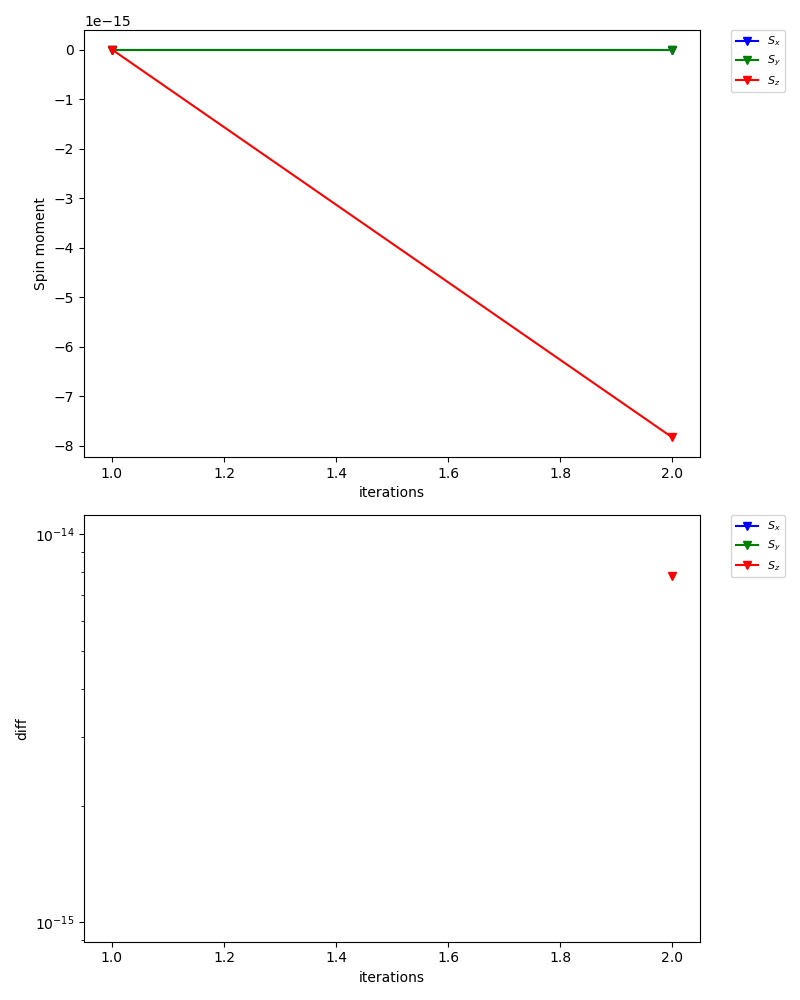 1e−15
0
−1
−2
−3
−4
−5
−6
−7
−8
Spin moment
1.0 1.2 1.4 1.6 1.8 2.0
iterations
S_x
S_y
S_z
10^{-14}
10^{-15}
diff
1.0 1.2 1.4 1.6 1.8 2.0
iterations
S_x
S_y
S_z